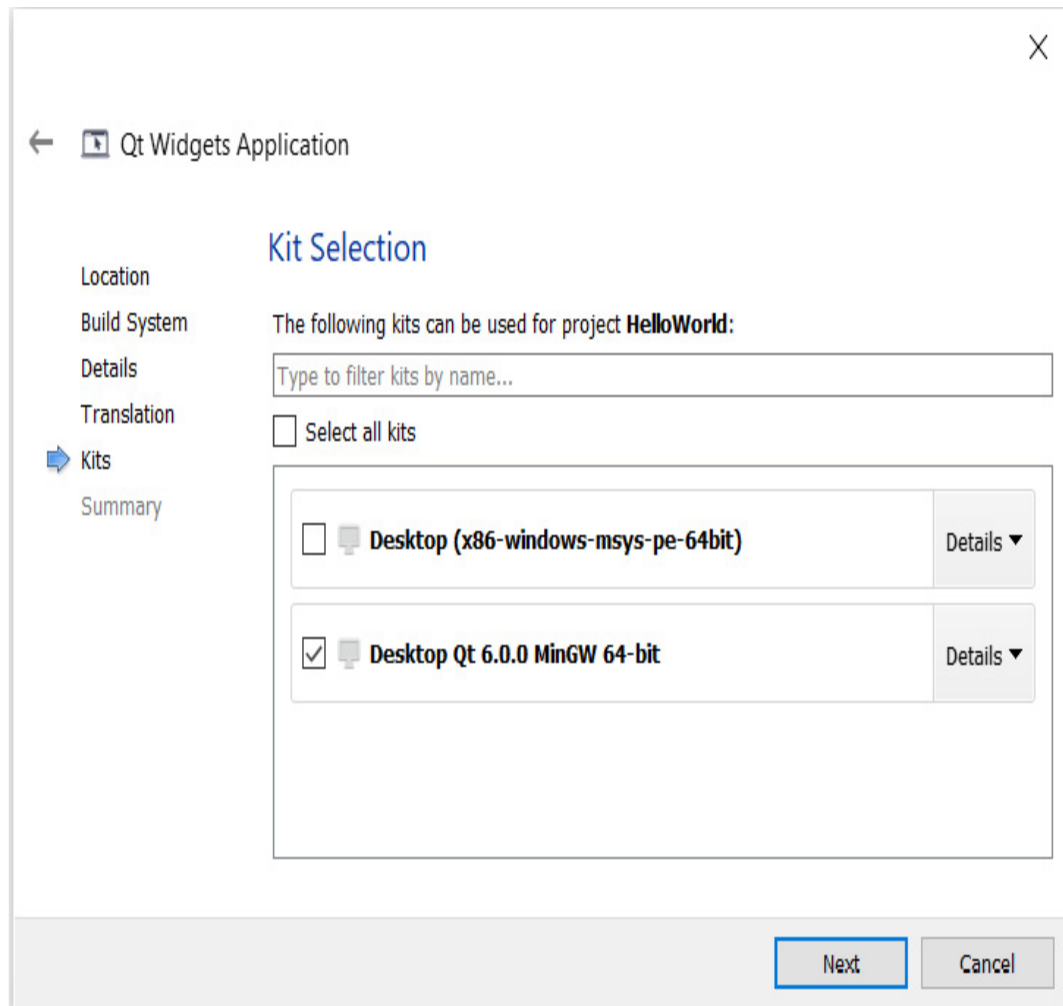 Qt Widgets Application
Location
Build System
Details
Translation
Kits
Summary
Kit Selection
The following kits can be used for project HelloWorld:
Type to filter kits by name...
Select all kits
Desktop (x86-windows-msys-pe-64bit)
Details
Desktop Qt 6.0.0 MinGW 64-bit
Details
Next
Cancel